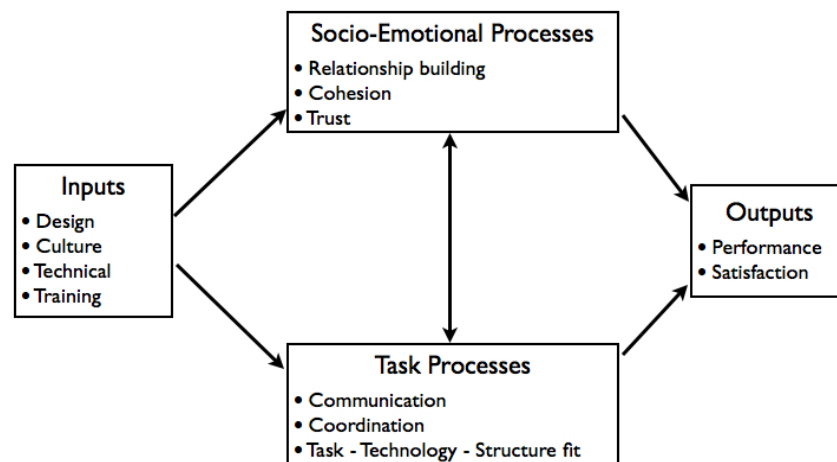 Socio-Emotional Processes
• Relationship building
• Cohesion
• Trust
Inputs
• Design
• Culture
• Technical
• Training
Outputs
• Performance
• Satisfaction
Task Processes
• Communication
• Coordination
• Task - Technology - Structure fit